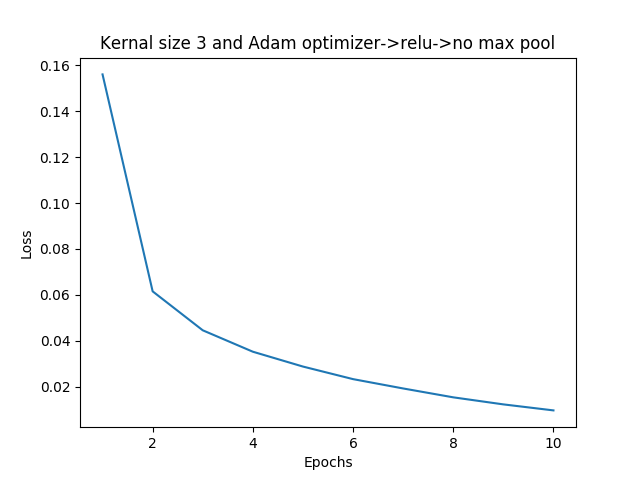 Kernal size 3 and Adam optimizer->relu->no max pool
0.16
0.14
0.12
0.10
0.08
0.06
0.04
0.02
Loss
2 4 6 8 10
Epochs